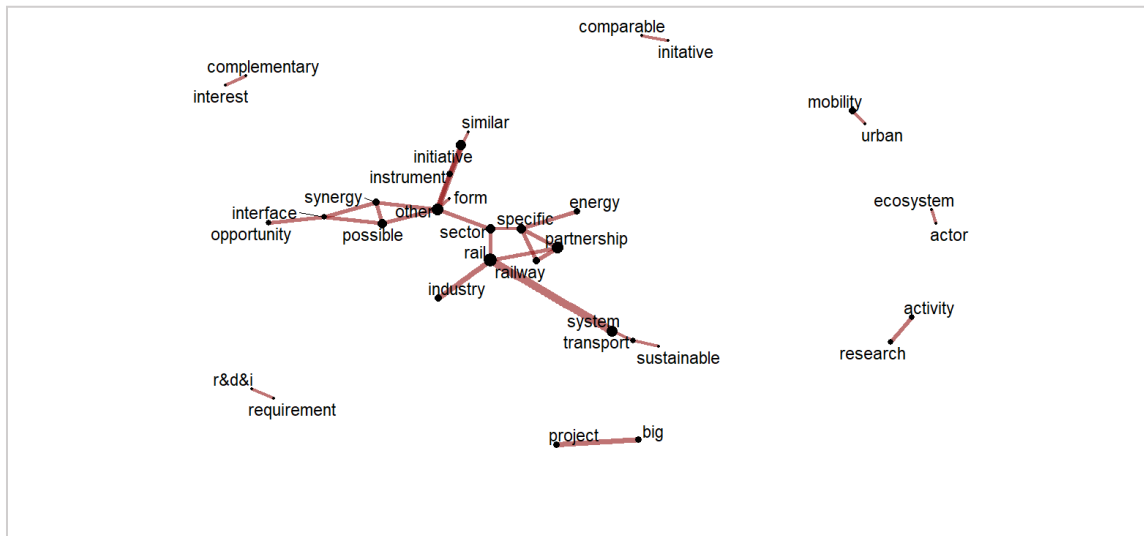 comparable
initative
complementary
interest
mobility
urban
similar
initiative
instrument
synergy
form
energy
interface
other
specific
ecosystem
opportunity
possible
sector
partnership
actor
rail
railway
industry
activity
system
transport
research
sustainable
r&d&i
requirement
project
big